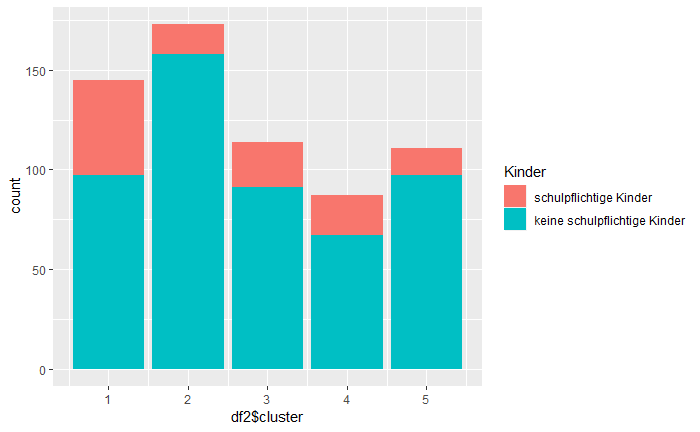 150
100
50
0
count
1 2 3 4 5
df2$cluster
Kinder
schulpflichtige Kinder
keine schulpflichtige Kinder